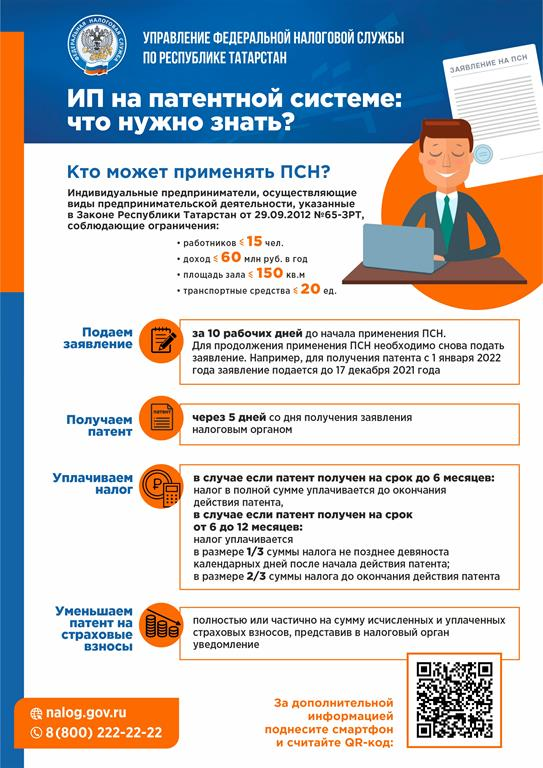 ФЕДЕРАЛЬНАЯ НАЛОГОВАЯ СЛУЖБА
УПРАВЛЕНИЕ ФЕДЕРАЛЬНОЙ НАЛОГОВОЙ СЛУЖБЫ
ПО РЕСПУБЛИКЕ ТАТАРСТАН
ИП на патентной системе:
что нужно знать?
ЗАЯВЛЕНИЕ НА ПСН
Кто может применять ПСН?
Индивидуальные предприниматели, осуществляющие
виды предпринимательской деятельности, указанные
в Законе Республики Татарстан от 29.09.2012 №65-ЗРТ,
соблюдающие ограничения:
• работников ≤ 15 чел.
• доход ≤ 60 млн руб. в год
• площадь зала ≤ 150 кв.м
• транспортные средства ≤ 20 ед.
Подаем
заявление
за 10 рабочих дней до начала применения ПСН.
Для продолжения применения ПСН необходимо снова подать
заявление. Например, для получения патента с 1 января 2022
года заявление подается до 17 декабря 2021 года
Получаем
патент
ПАТЕНТ
через 5 дней со дня получения заявления
налоговым органом
Уплачиваем
налог
в случае если патент получен на срок до 6 месяцев:
налог в полной сумме уплачивается до окончания
действия патента,
в случае если патент получен на срок
от 6 до 12 месяцев:
налог уплачивается
в размере 1/3 суммы налога не позднее девяноста
календарных дней после начала действия патента;
в размере 2/3 суммы налога до окончания действия патента
Уменьшаем
патент на
страховые
взносы
полностью или частично на сумму исчисленных и уплаченных
страховых взносов, представив в налоговый орган
уведомление
nalog.gov.ru
8 (800) 222-22-22
За дополнительной
информацией
поднесите смартфон
и считайте QR-код: